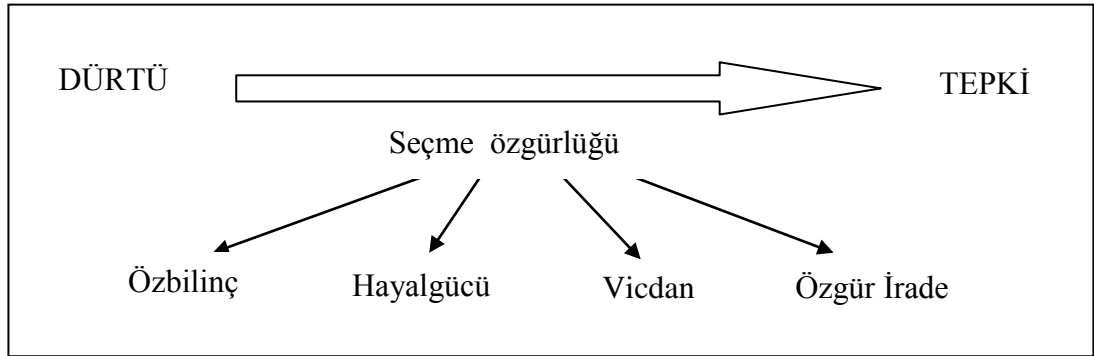 DÜRTÜ TEPKİ
Seçme özgürlüğü
Özbilinç Hayalgücü Vicdan Özgür İrade